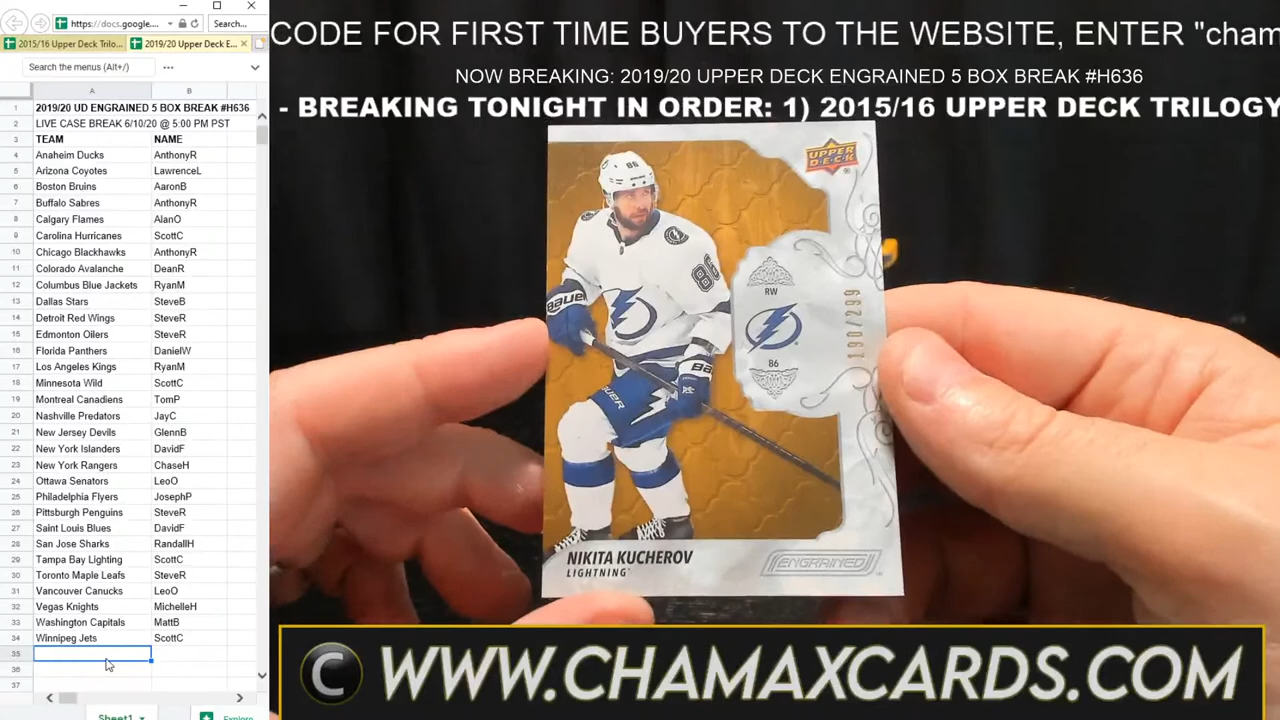 https://docs.google....
Search...
2015/16 Upper Deck Trilo...
2019/20 Upper Deck E...
Search the menus (Alt+/)
A
B
1 2019/20 UD ENGRAINED 5 BOX BREAK #H636
2 LIVE CASE BREAK 6/10/20 @ 5:00 PM PST
3 TEAM NAME
4 Anaheim Ducks AnthonyR
5 Arizona Coyotes LawrenceL
6 Boston Bruins AaronB
7 Buffalo Sabres AnthonyR
8 Calgary Flames AlanO
9 Carolina Hurricanes ScottC
10 Chicago Blackhawks AnthonyR
11 Colorado Avalanche DeanR
12 Columbus Blue Jackets RyanM
13 Dallas Stars SteveB
14 Detroit Red Wings SteveR
15 Edmonton Oilers SteveR
16 Florida Panthers DanielW
17 Los Angeles Kings RyanM
18 Minnesota Wild ScottC
19 Montreal Canadiens TomP
20 Nashville Predators JayC
21 New Jersey Devils GlennB
22 New York Islanders DavidF
23 New York Rangers ChaseH
24 Ottawa Senators LeoO
25 Philadelphia Flyers JosephP
26 Pittsburgh Penguins SteveR
27 Saint Louis Blues DavidF
28 San Jose Sharks RandallH
29 Tampa Bay Lighting ScottC
30 Toronto Maple Leafs SteveR
31 Vancouver Canucks LeoO
32 Vegas Knights MichelleH
33 Washington Capitals MattB
34 Winnipeg Jets ScottC
35
36
37
Sheet1
Explore
CODE FOR FIRST TIME BUYERS TO THE WEBSITE, ENTER "cham
NOW BREAKING: 2019/20 UPPER DECK ENGRAINED 5 BOX BREAK #H636
- BREAKING TONIGHT IN ORDER: 1) 2015/16 UPPER DECK TRILOGY
UPPER DECK
86
86
BAUER
BAUER
RW
86
190/299
NIKITA KUCHEROV
LIGHTNING
ENGRAINED
C WWW.CHAMAXCARDS.COM